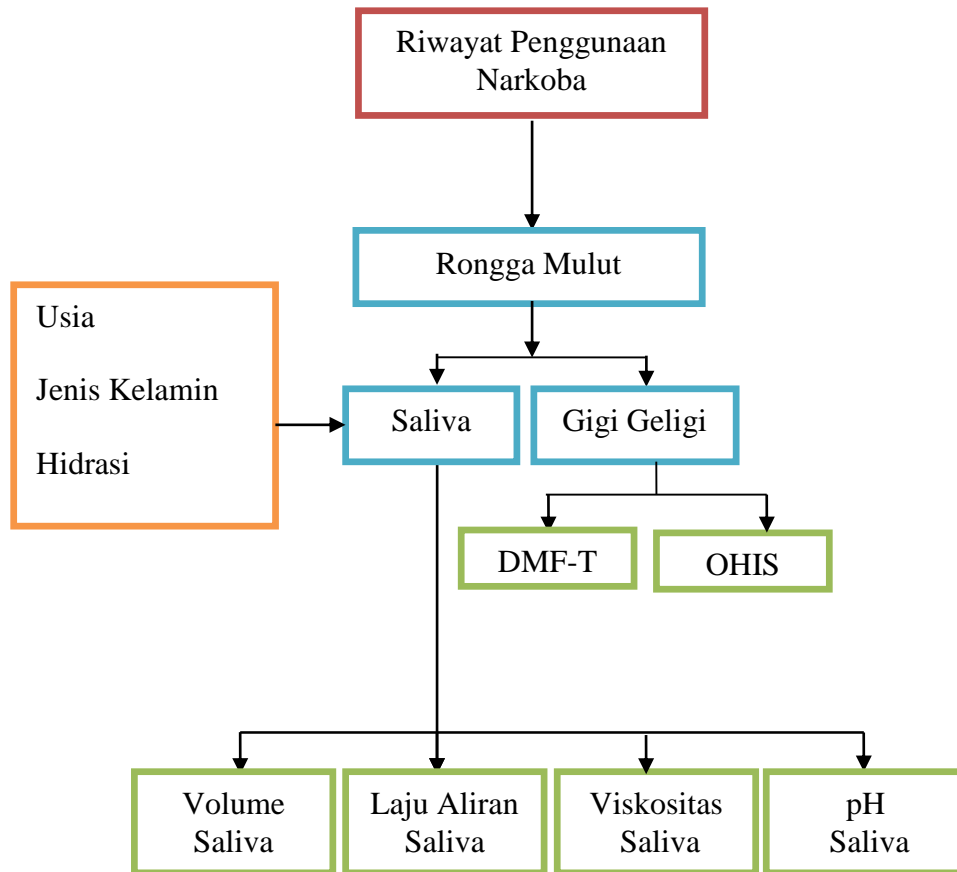 Riwayat Penggunaan
Narkoba
Rongga Mulut
Usia
Jenis Kelamin
Hidrasi
Saliva
Gigi Geligi
DMF-T
OHIS
Volume
Saliva
Laju Aliran
Saliva
Viskositas
Saliva
pH
Saliva